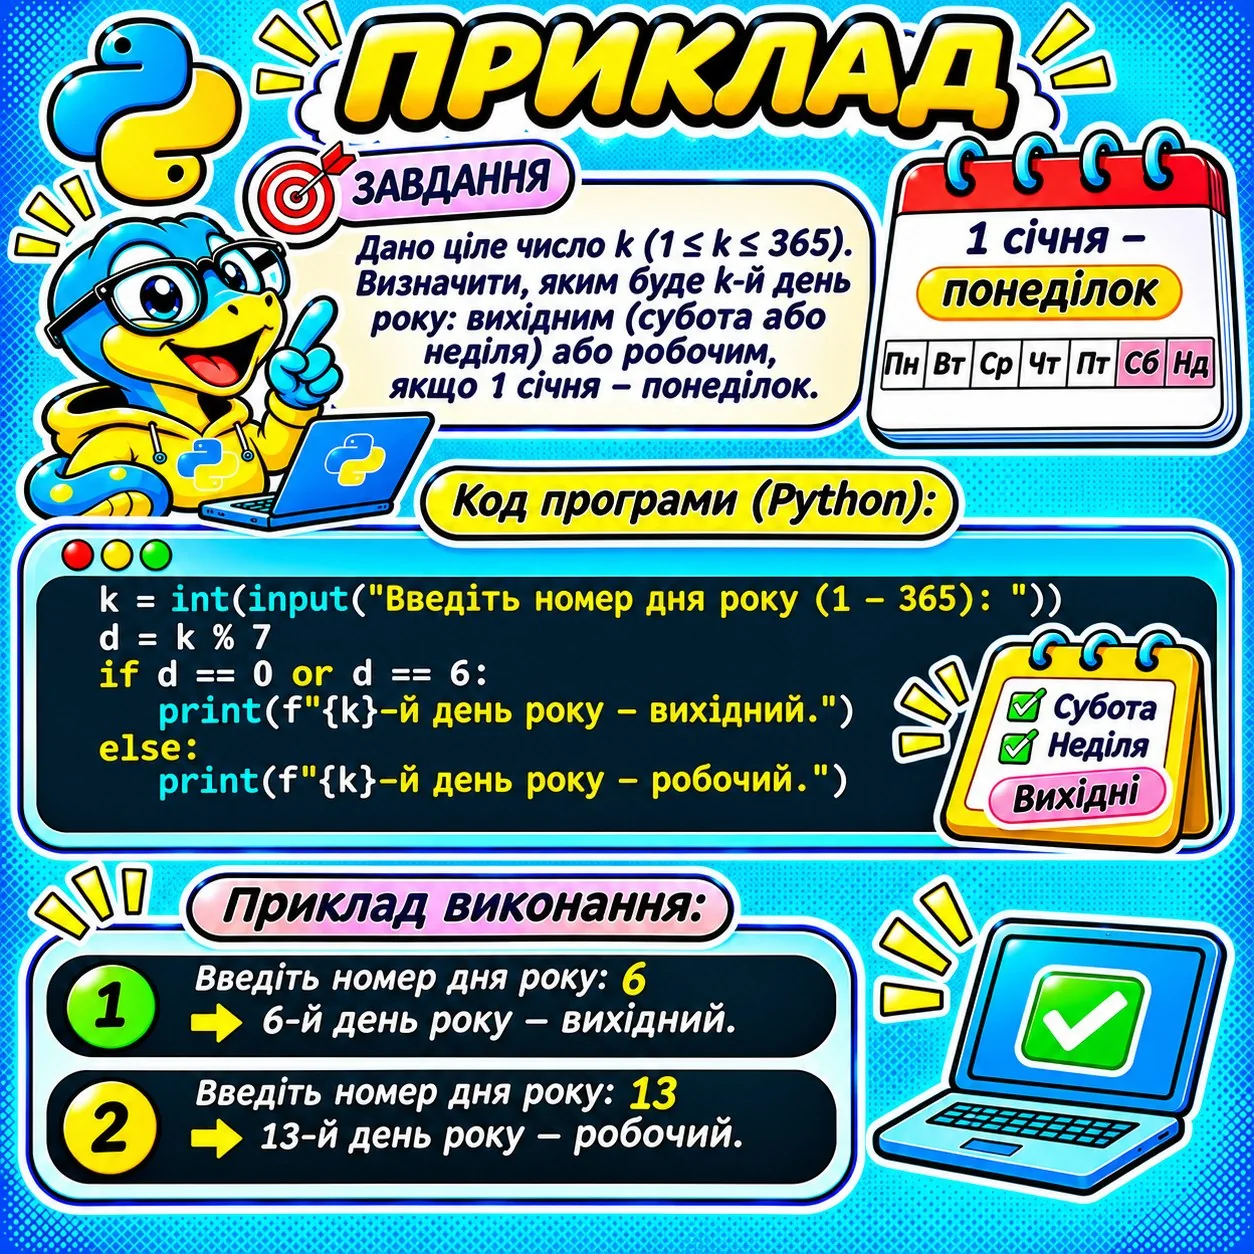 ПРИКЛАД
ЗАВДАННЯ
Дано ціле число k (1 ≤ k ≤ 365).
Визначити, яким буде k-й день
року: вихідним (субота або
неділя) або робочим,
якщо 1 січня – понеділок.
1 січня –
понеділок
Пн Вт Ср Чт Пт Сб Нд
Код програми (Python):
k = int(input("Введіть номер дня року (1 – 365): "))
d = k % 7
if d == 0 or d == 6:
    print(f"{k}-й день року – вихідний.")
else:
    print(f"{k}-й день року – робочий.")
Субота
Неділя
Вихідні
Приклад виконання:
1
Введіть номер дня року: 6
6-й день року – вихідний.
2
Введіть номер дня року: 13
13-й день року – робочий.